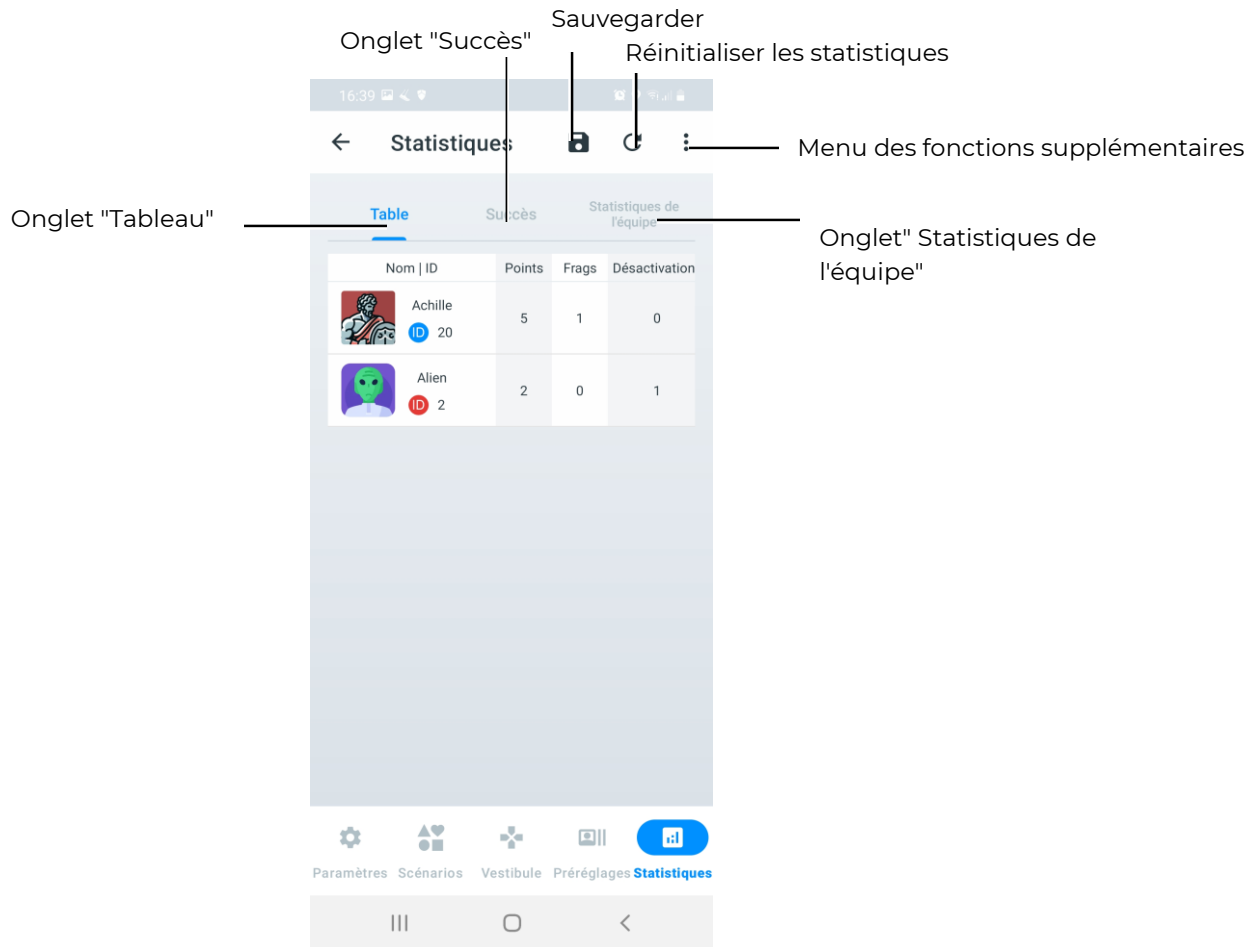 Sauvegarder
Onglet "Succès"
Réinitialiser les statistiques
16:39
Statistiques
Menu des fonctions supplémentaires
Onglet "Tableau"
Table
Succès
Statistiques de
l'équipe
Onglet" Statistiques de
l'équipe"
Nom | ID Points Frags Désactivation
Achille
5 1 0
ID 20
Alien
2 0 1
ID 2
Paramètres Scénarios Vestibule Préréglages Statistiques